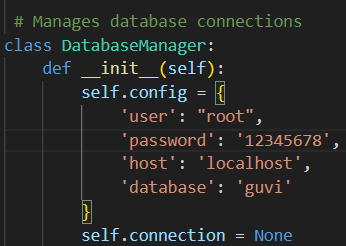 # Manages database connections
class DatabaseManager:
    def __init__(self):
        self.config = {
            'user': "root",
            'password': '12345678',
            'host': 'localhost',
            'database': 'guvi'
        }
        self.connection = None